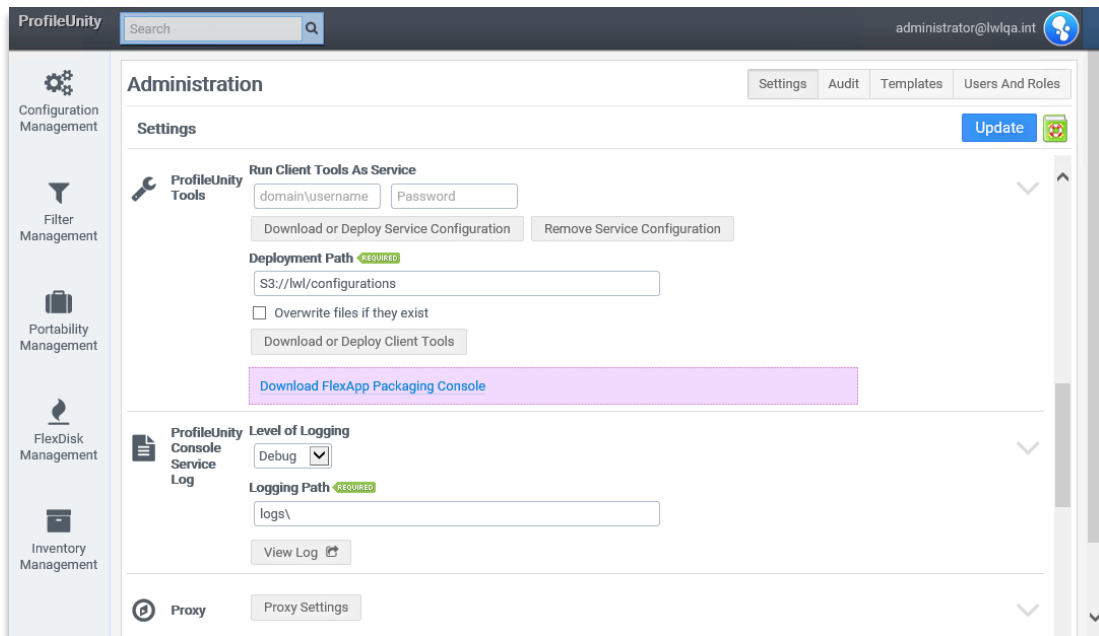 ProfileUnity
Search
administrator@lwlqa.int
Configuration
Management
Filter
Management
Portability
Management
FlexDisk
Management
Inventory
Management
Administration
Settings Audit Templates Users And Roles
Settings
Update
ProfileUnity
Tools
Run Client Tools As Service
domain\username Password
Download or Deploy Service Configuration Remove Service Configuration
Deployment Path REQUIRED
S3://lwl/configurations
Overwrite files if they exist
Download or Deploy Client Tools
Download FlexApp Packaging Console
ProfileUnity
Console
Service
Log
Level of Logging
Debug
Logging Path REQUIRED
logs\
View Log
Proxy
Proxy Settings